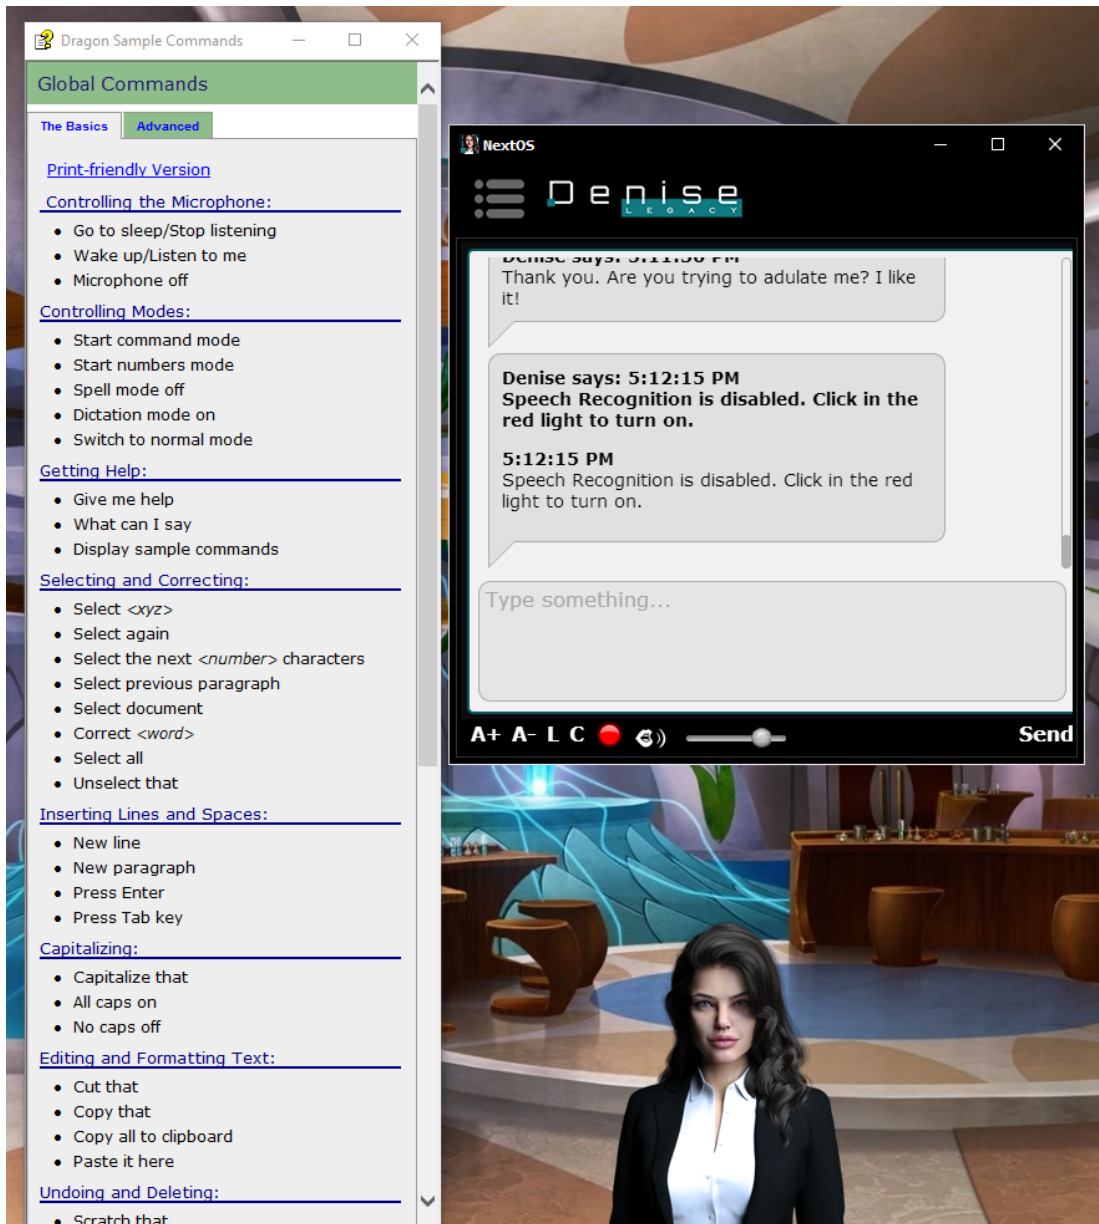 Dragon Sample Commands
Global Commands
The Basics Advanced
Print-friendly Version
Controlling the Microphone:
• Go to sleep/Stop listening
• Wake up/Listen to me
• Microphone off
Controlling Modes:
• Start command mode
• Start numbers mode
• Spell mode off
• Dictation mode on
• Switch to normal mode
Getting Help:
• Give me help
• What can I say
• Display sample commands
Selecting and Correcting:
• Select <xyz>
• Select again
• Select the next <number> characters
• Select previous paragraph
• Select document
• Correct <word>
• Select all
• Unselect that
Inserting Lines and Spaces:
• New line
• New paragraph
• Press Enter
• Press Tab key
Capitalizing:
• Capitalize that
• All caps on
• No caps off
Editing and Formatting Text:
• Cut that
• Copy that
• Copy all to clipboard
• Paste it here
Undoing and Deleting:
• Scratch that
NextOS
Denise
LEGACY
Denise says: 5:11:56 PM
Thank you. Are you trying to adulate me? I like
it!
Denise says: 5:12:15 PM
Speech Recognition is disabled. Click in the
red light to turn on.
5:12:15 PM
Speech Recognition is disabled. Click in the red
light to turn on.
Type something...
A+ A- L C Send